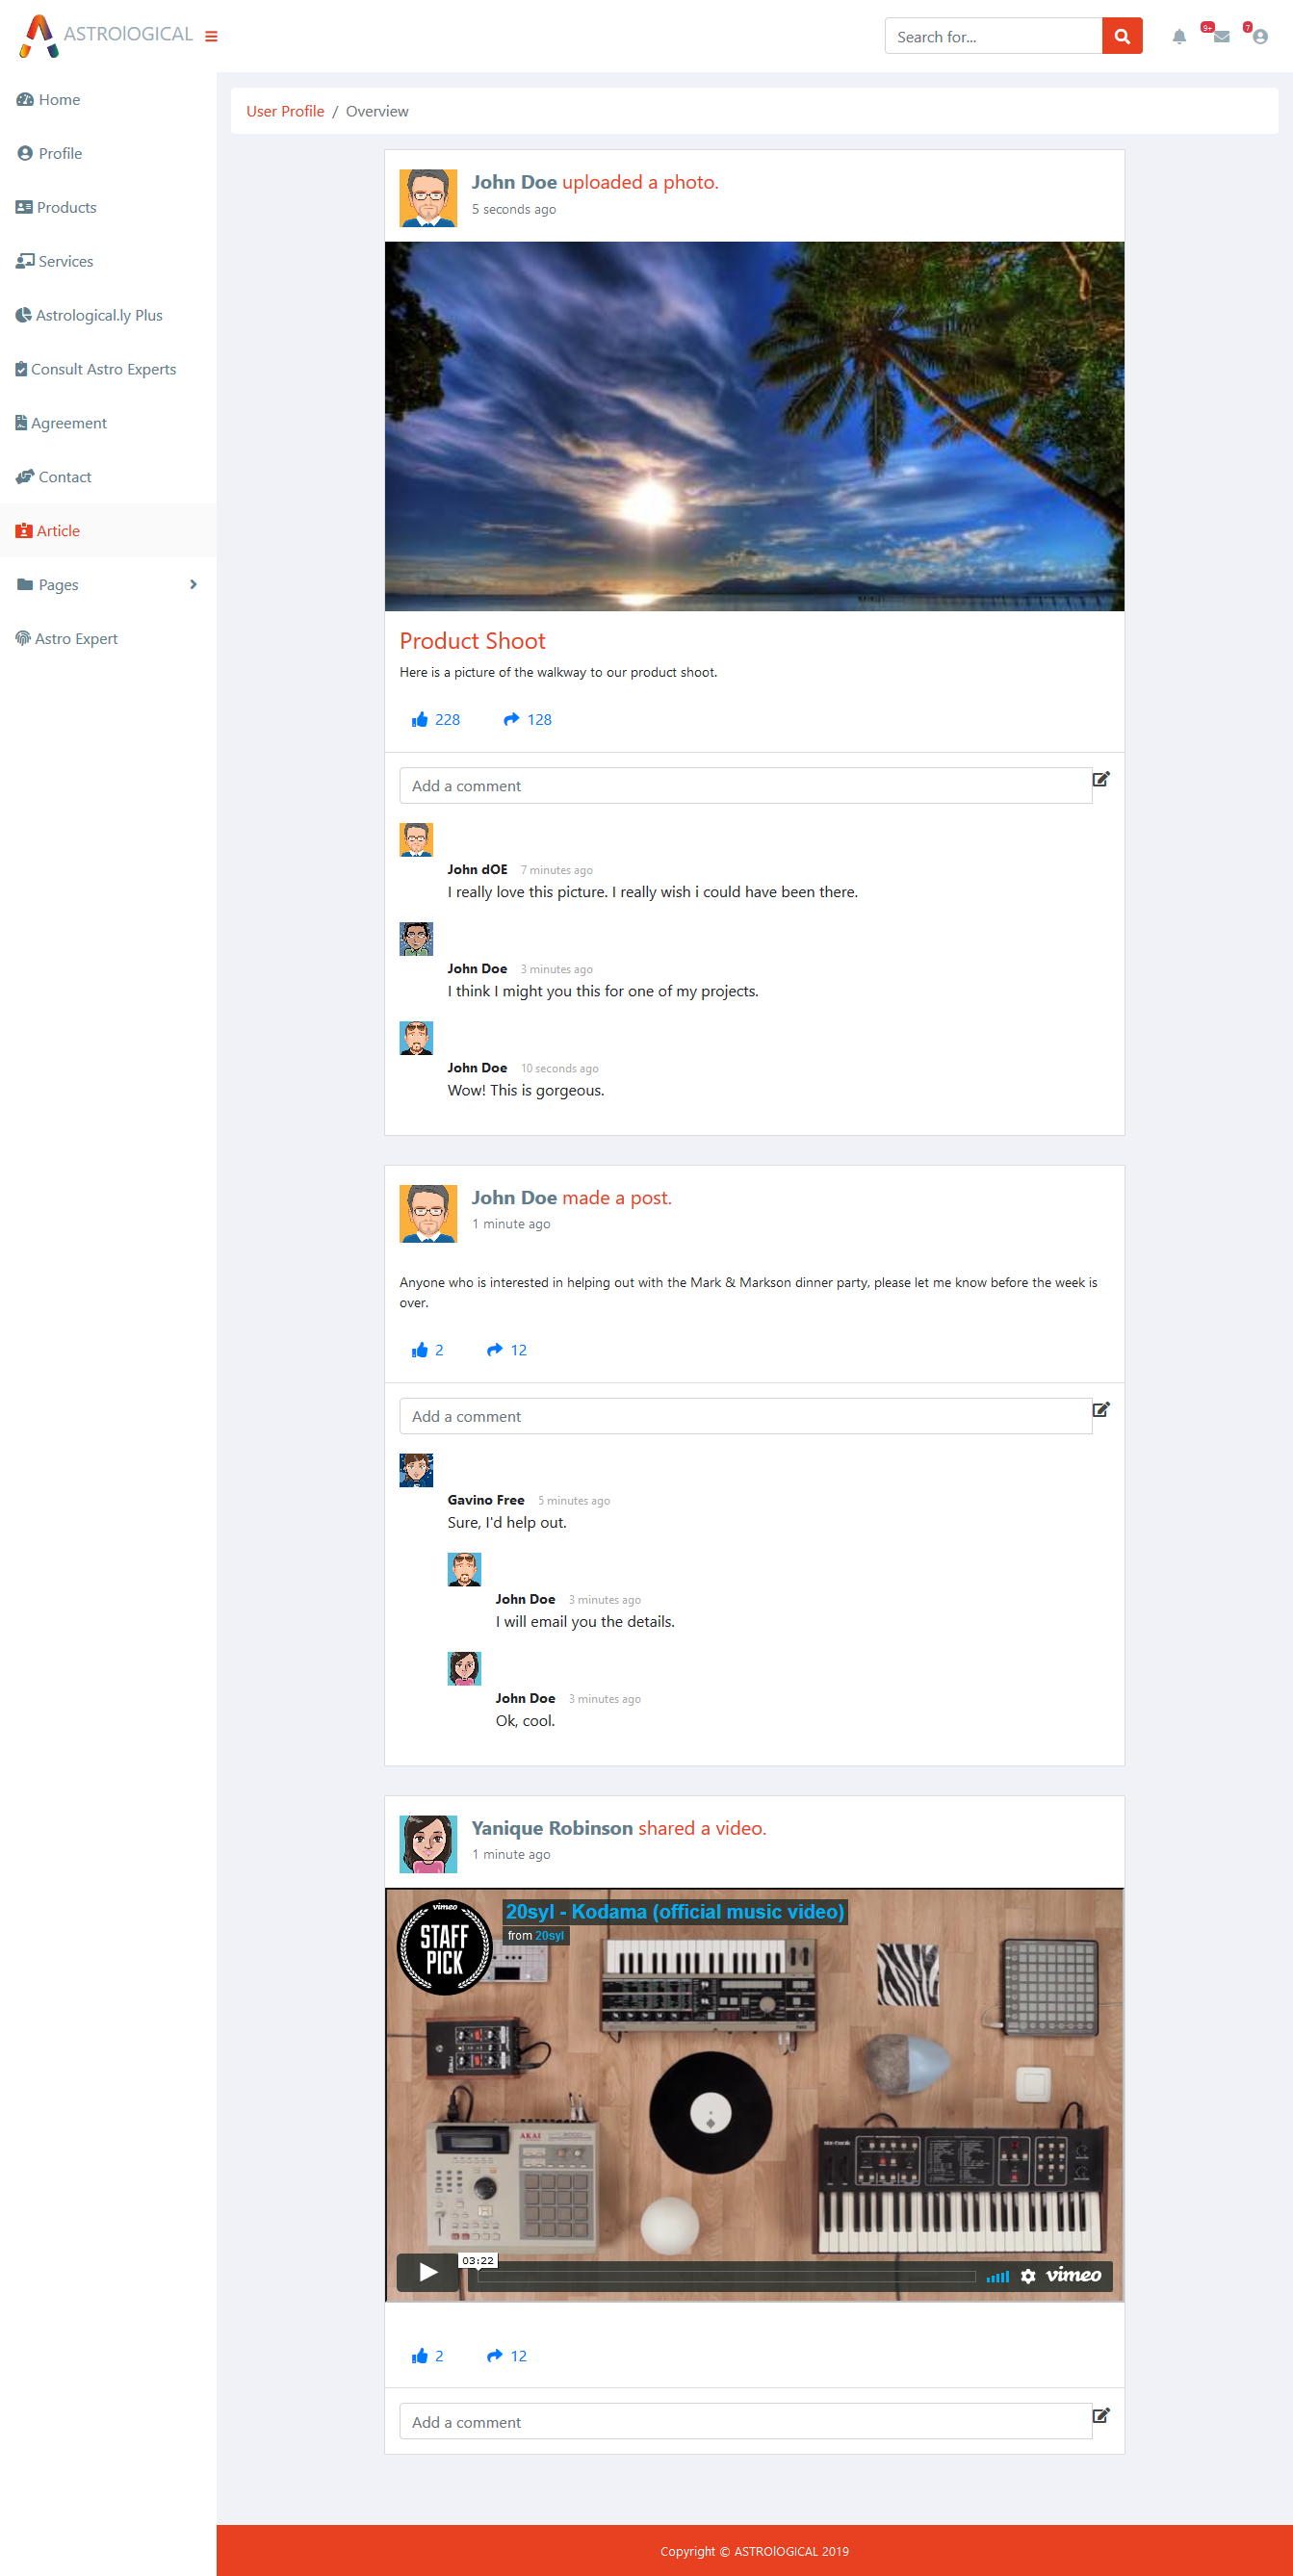 ASTROlOGICAL
Search for...
9+
7
Home
Profile
Products
Services
Astrological.ly Plus
Consult Astro Experts
Agreement
Contact
Article
Pages
Astro Expert
User Profile / Overview
John Doe uploaded a photo.
5 seconds ago
Product Shoot
Here is a picture of the walkway to our product shoot.
228 128
Add a comment
John dOE 7 minutes ago
I really love this picture. I really wish i could have been there.
John Doe 3 minutes ago
I think I might you this for one of my projects.
John Doe 10 seconds ago
Wow! This is gorgeous.
John Doe made a post.
1 minute ago
Anyone who is interested in helping out with the Mark & Markson dinner party, please let me know before the week is
over.
2 12
Add a comment
Gavino Free 5 minutes ago
Sure, I'd help out.
John Doe 3 minutes ago
I will email you the details.
John Doe 3 minutes ago
Ok, cool.
Yanique Robinson shared a video.
1 minute ago
vimeo
STAFF
PICK
20syl - Kodama (official music video)
from 20syl
AKAI
03:22
vimeo
2 12
Add a comment
Copyright © ASTROlOGICAL 2019